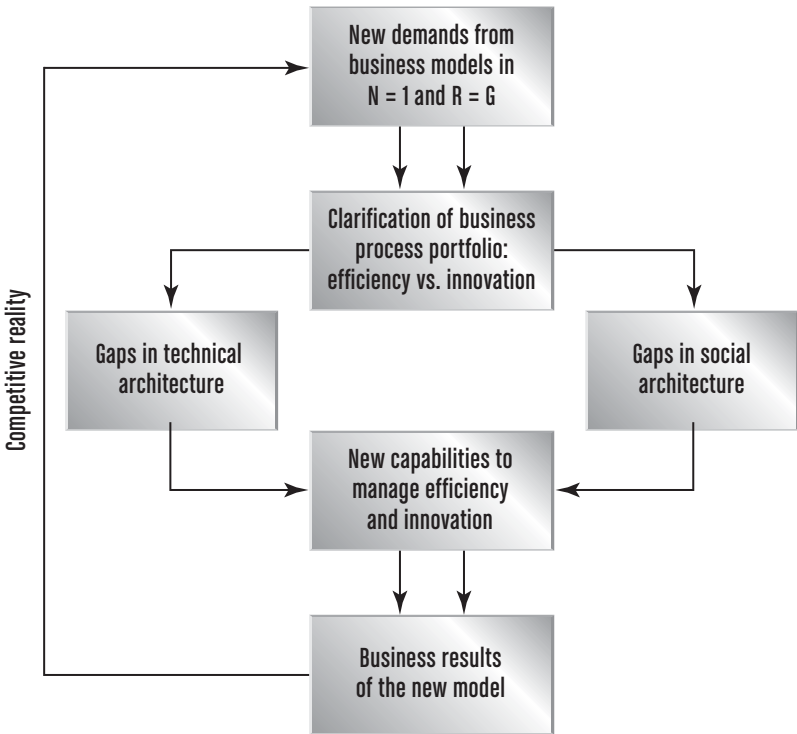 New demands from
business models in
N = 1 and R = G
Clarification of business
process portfolio:
efficiency vs. innovation
Gaps in technical
architecture
Gaps in social
architecture
New capabilities to
manage efficiency
and innovation
Business results
of the new model
Competitive reality